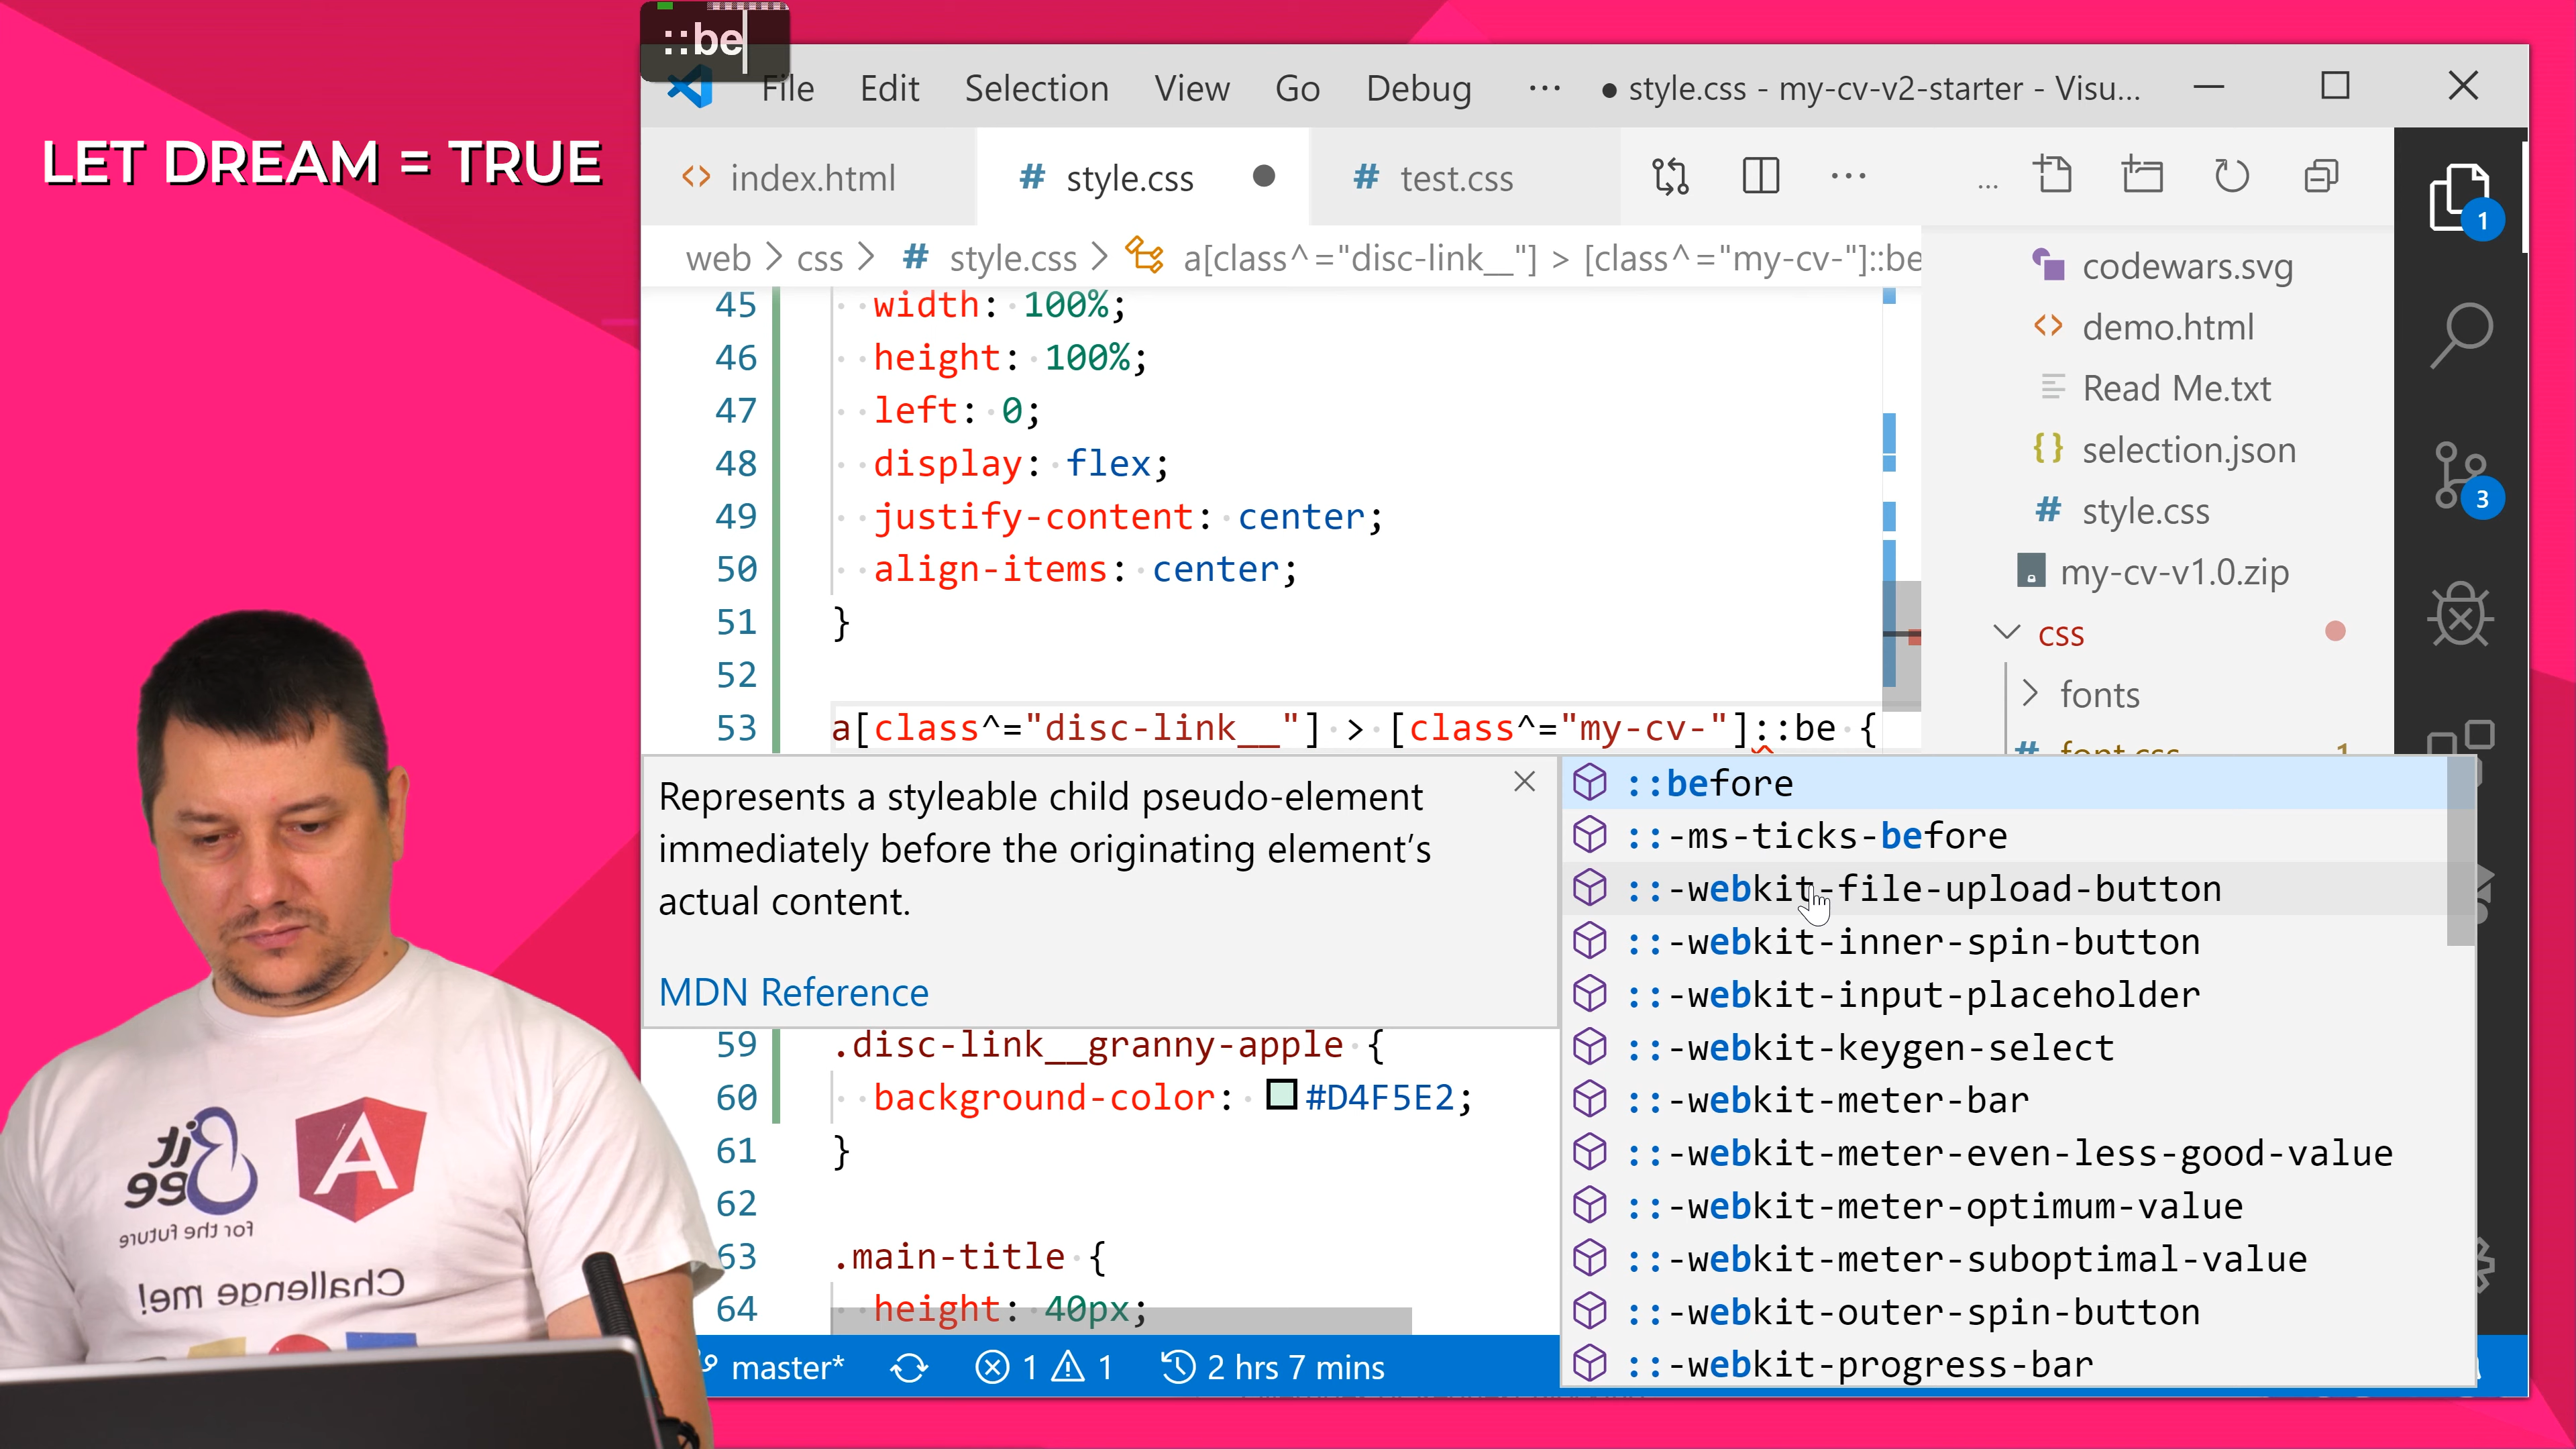 ::be
File Edit Selection View Go Debug ··· ● style.css - my-cv-v2-starter - Visu...
LET DREAM = TRUE
<> index.html # style.css # test.css
web > css > # style.css > a[class^="disc-link__"] > [class^="my-cv-"]::be
45 width: 100%;
46 height: 100%;
47 left: 0;
48 display: flex;
49 justify-content: center;
50 align-items: center;
51 }
52
53 a[class^="disc-link__"] > [class^="my-cv-"]::be {
Represents a styleable child pseudo-element
immediately before the originating element’s
actual content.
MDN Reference
::before
::-ms-ticks-before
::-webkit-file-upload-button
::-webkit-inner-spin-button
::-webkit-input-placeholder
::-webkit-keygen-select
::-webkit-meter-bar
::-webkit-meter-even-less-good-value
::-webkit-meter-optimum-value
::-webkit-meter-suboptimal-value
::-webkit-outer-spin-button
::-webkit-progress-bar
59 .disc-link__granny-apple {
60 background-color: #D4F5E2;
61 }
62
63 .main-title {
64 height: 40px;
codewars.svg
<> demo.html
Read Me.txt
{} selection.json
# style.css
my-cv-v1.0.zip
css
> fonts
# font.css 1
1
3
master* 1 1 2 hrs 7 mins
Bit
Bee
for the future
A
Challenge me!